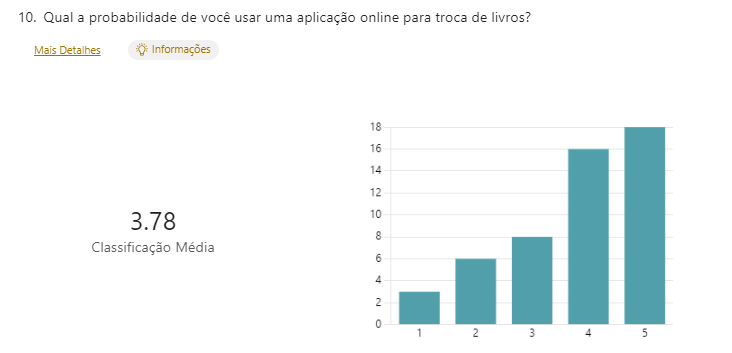 10. Qual a probabilidade de você usar uma aplicação online para troca de livros?
Mais Detalhes
Informações
3.78
Classificação Média
18
16
14
12
10
8
6
4
2
0
1 2 3 4 5